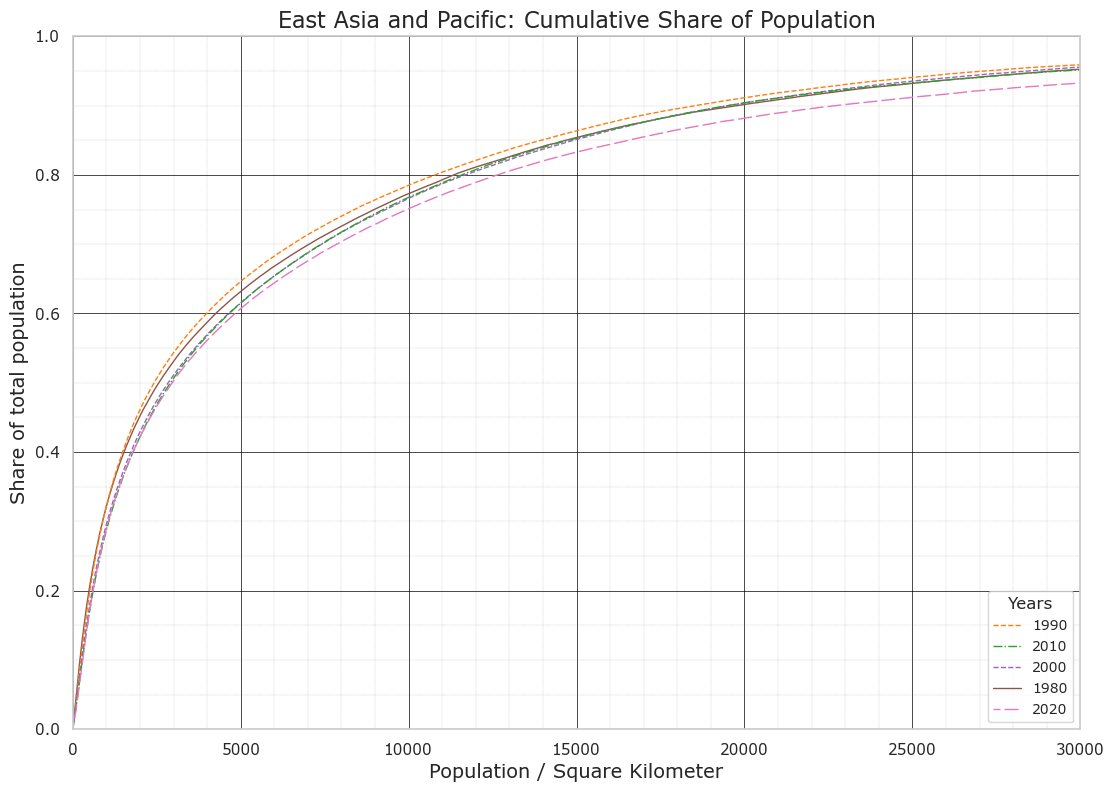 East Asia and Pacific: Cumulative Share of Population
1.0
0.8
0.6
0.4
0.2
0.0
Share of total population
0 5000 10000 15000 20000 25000 30000
Population / Square Kilometer
Years
1990
2010
2000
1980
2020